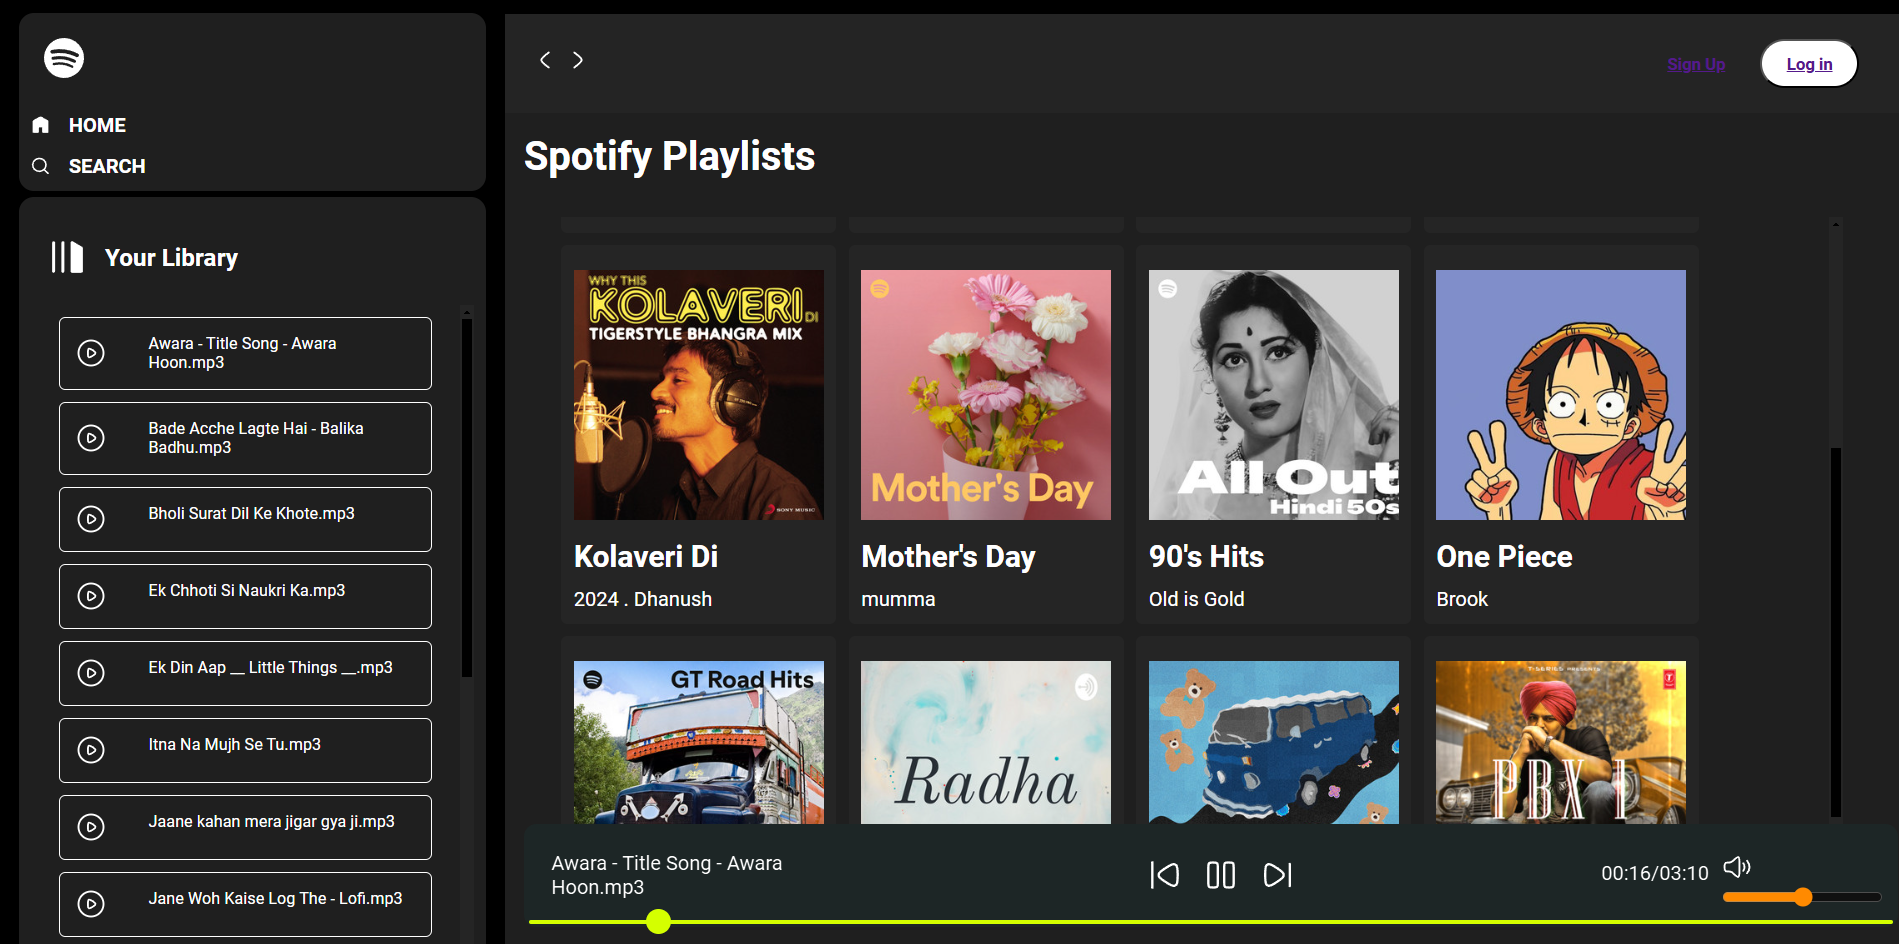 HOME
SEARCH
Your Library
Awara - Title Song - Awara
Hoon.mp3
Bade Acche Lagte Hai - Balika
Badhu.mp3
Bholi Surat Dil Ke Khote.mp3
Ek Chhoti Si Naukri Ka.mp3
Ek Din Aap __ Little Things __.mp3
Itna Na Mujh Se Tu.mp3
Jaane kahan mera jigar gya ji.mp3
Jane Woh Kaise Log The - Lofi.mp3
Sign Up
Log in
Spotify Playlists
WHY THIS
KOLAVERI DI
TIGERSTYLE BHANGRA MIX
SONY MUSIC
Kolaveri Di
2024 . Dhanush
Mother's Day
Mother's Day
mumma
All Out
Hindi 50s
90's Hits
Old is Gold
One Piece
Brook
GT Road Hits
Radha
T-SERIES PRESENTS
T
PBX 1
Awara - Title Song - Awara
Hoon.mp3
00:16/03:10